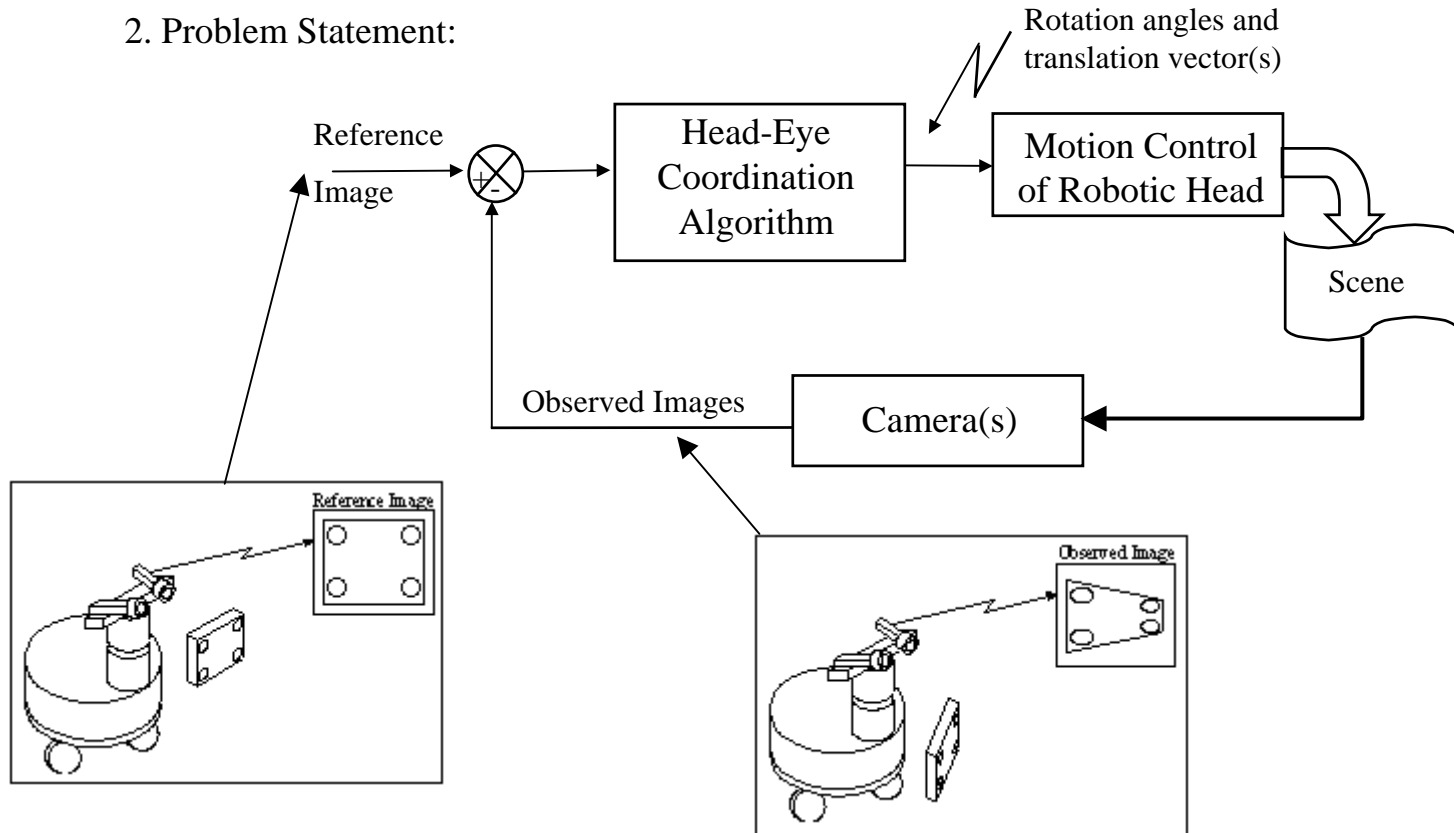 2. Problem Statement:
Rotation angles and
translation vector(s)
Reference
Image
+
-
Head-Eye
Coordination
Algorithm
Motion Control
of Robotic Head
Scene
Observed Images
Camera(s)
Reference Image
Observed Image